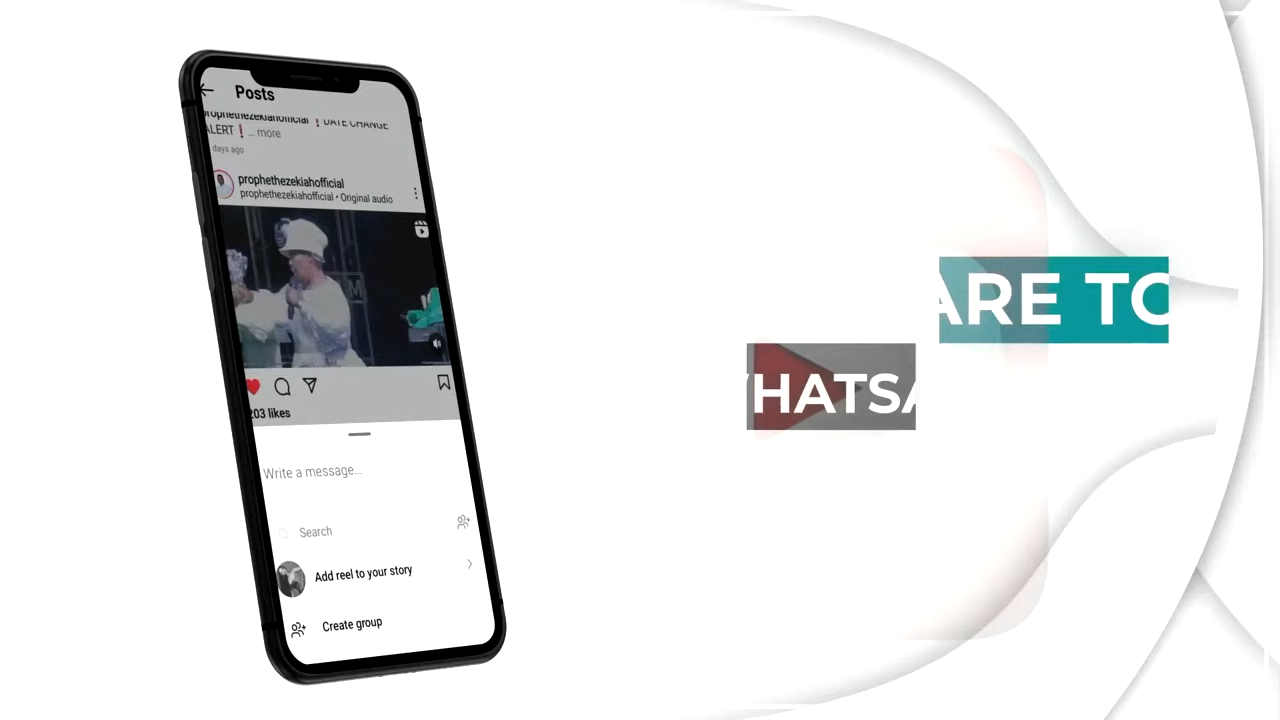 Posts
prophethezekiahofficial ❗DATE CHANGE
ALERT❗... more
days ago
prophethezekiahofficial
prophethezekiahofficial • Original audio
203 likes
Write a message...
Search
Add reel to your story
Create group
ARE TO
WHATSA